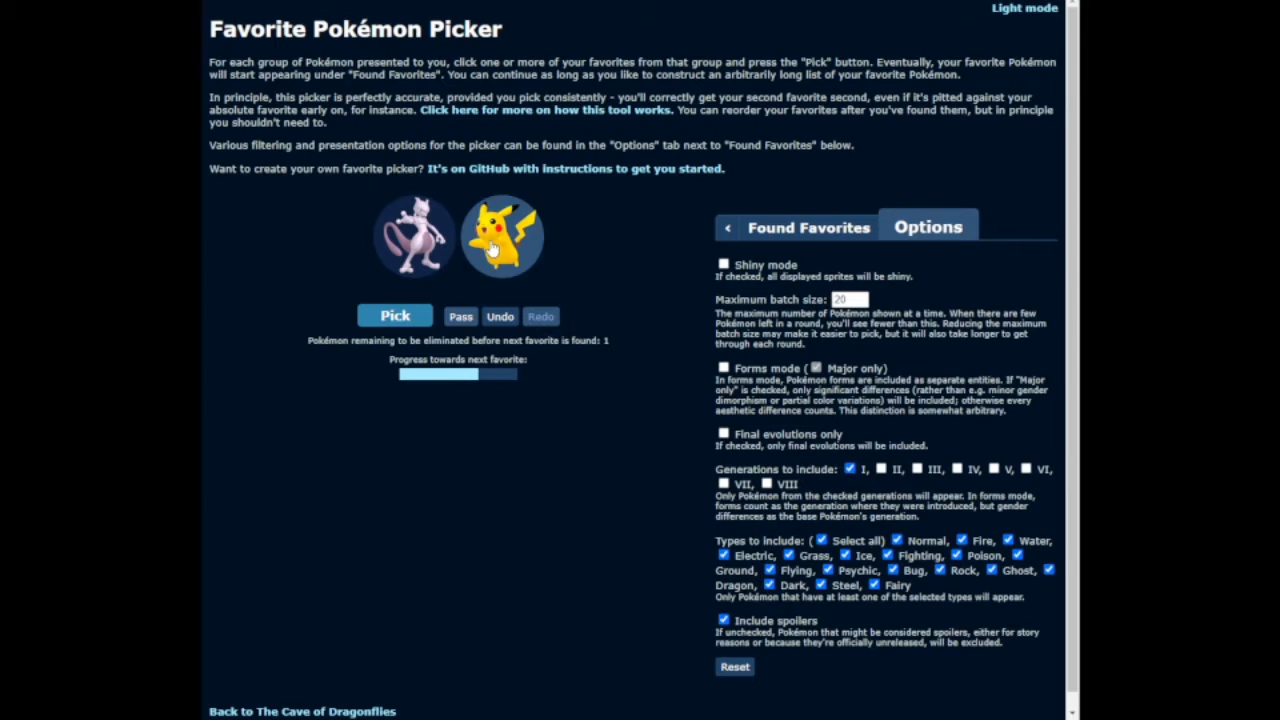 Light mode
Favorite Pokémon Picker
For each group of Pokémon presented to you, click one or more of your favorites from that group and press the "Pick" button. Eventually, your favorite Pokémon
will start appearing under "Found Favorites". You can continue as long as you like to construct an arbitrarily long list of your favorite Pokémon.
In principle, this picker is perfectly accurate, provided you pick consistently - you'll correctly get your second favorite second, even if it's pitted against your
absolute favorite early on, for instance. Click here for more on how this tool works. You can reorder your favorites after you've found them, but in principle
you shouldn't need to.
Various filtering and presentation options for the picker can be found in the "Options" tab next to "Found Favorites" below.
Want to create your own favorite picker? It's on GitHub with instructions to get you started.
Pick Pass Undo Redo
Pokémon remaining to be eliminated before next favorite is found: 1
Progress towards next favorite:
‹ Found Favorites Options
Shiny mode
If checked, all displayed sprites will be shiny.
Maximum batch size: 20
The maximum number of Pokémon shown at a time. When there are few
Pokémon left in a round, you'll see fewer than this. Reducing the maximum
batch size may make it easier to pick, but it will also take longer to get
through each round.
Forms mode ( Major only)
In forms mode, Pokémon forms are included as separate entities. If "Major
only" is checked, only significant differences (rather than e.g. minor gender
dimorphism or partial color variations) will be included; otherwise every
aesthetic difference counts. This distinction is somewhat arbitrary.
Final evolutions only
If checked, only final evolutions will be included.
Generations to include: I, II, III, IV, V, VI,
VII, VIII
Only Pokémon from the checked generations will appear. In forms mode,
forms count as the generation where they were introduced, but gender
differences as the base Pokémon's generation.
Types to include: ( Select all) Normal, Fire, Water,
Electric, Grass, Ice, Fighting, Poison,
Ground, Flying, Psychic, Bug, Rock, Ghost,
Dragon, Dark, Steel, Fairy
Only Pokémon that have at least one of the selected types will appear.
Include spoilers
If unchecked, Pokémon that might be considered spoilers, either for story
reasons or because they're officially unreleased, will be excluded.
Reset
Back to The Cave of Dragonflies